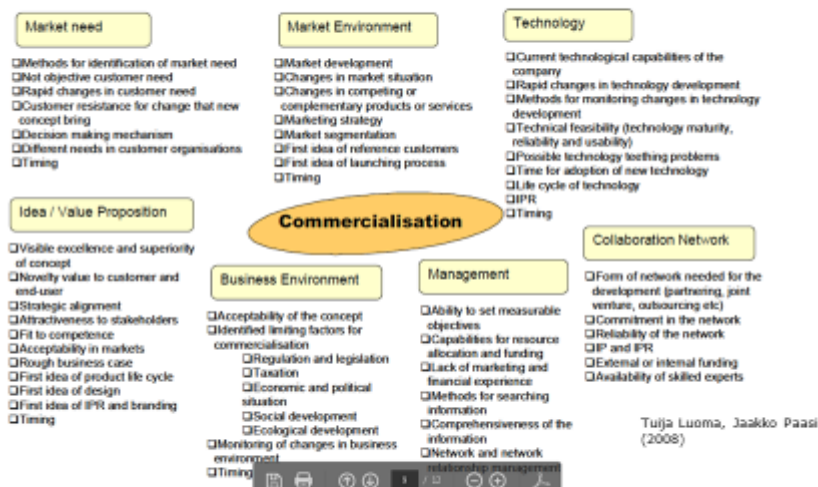 Market need
❑Methods for identification of market need
❑Not objective customer need
❑Rapid changes in customer need
❑Customer resistance for change that new
concept bring
❑Decision making mechanism
❑Different needs in customer organisations
❑Timing
Market Environment
❑Market development
❑Changes in market situation
❑Changes in competing or
complementary products or services
❑Marketing strategy
❑Market segmentation
❑First idea of reference customers
❑First idea of launching process
❑Timing
Technology
❑Current technological capabilities of the
company
❑Rapid changes in technology development
❑Methods for monitoring changes in technology
development
❑Technical feasibility (technology maturity,
reliability and usability)
❑Possible technology teething problems
❑Time for adoption of new technology
❑Life cycle of technology
❑IPR
❑Timing
Commercialisation
Idea / Value Proposition
❑Visible excellence and superiority
of concept
❑Novelty value to customer and
end-user
❑Strategic alignment
❑Attractiveness to stakeholders
❑Fit to competence
❑Acceptability in markets
❑Rough business case
❑First idea of product life cycle
❑First idea of design
❑First idea of IPR and branding
❑Timing
Business Environment
❑Acceptability of the concept
❑Identified limiting factors for
commercialisation
❑Regulation and legislation
❑Taxation
❑Economic and political
situation
❑Social development
❑Ecological development
❑Monitoring of changes in business
environment
❑Timing
Management
❑Ability to set measurable
objectives
❑Capabilities for resource
allocation and funding
❑Lack of marketing and
financial experience
❑Methods for searching
information
❑Comprehensiveness of the
information
❑Network and network
relationship management
Collaboration Network
❑Form of network needed for the
development (partnering, joint
venture, outsourcing etc)
❑Commitment in the network
❑Reliability of the network
❑IP and IPR
❑External or internal funding
❑Availability of skilled experts
Tuija Luoma, Jaakko Paasi
(2008)
/ 12